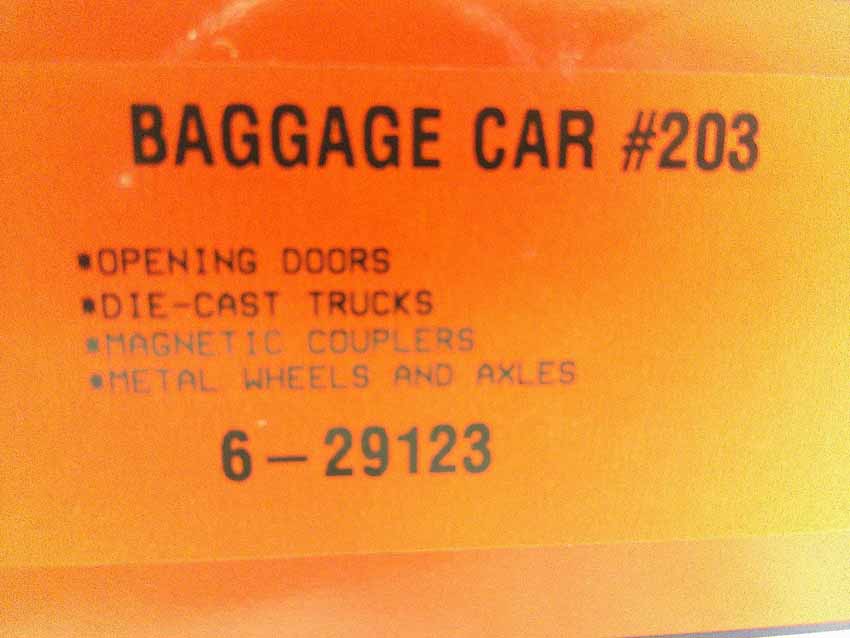 BAGGAGE CAR #203
*OPENING DOORS
*DIE-CAST TRUCKS
*MAGNETIC COUPLERS
*METAL WHEELS AND AXLES
6-29123